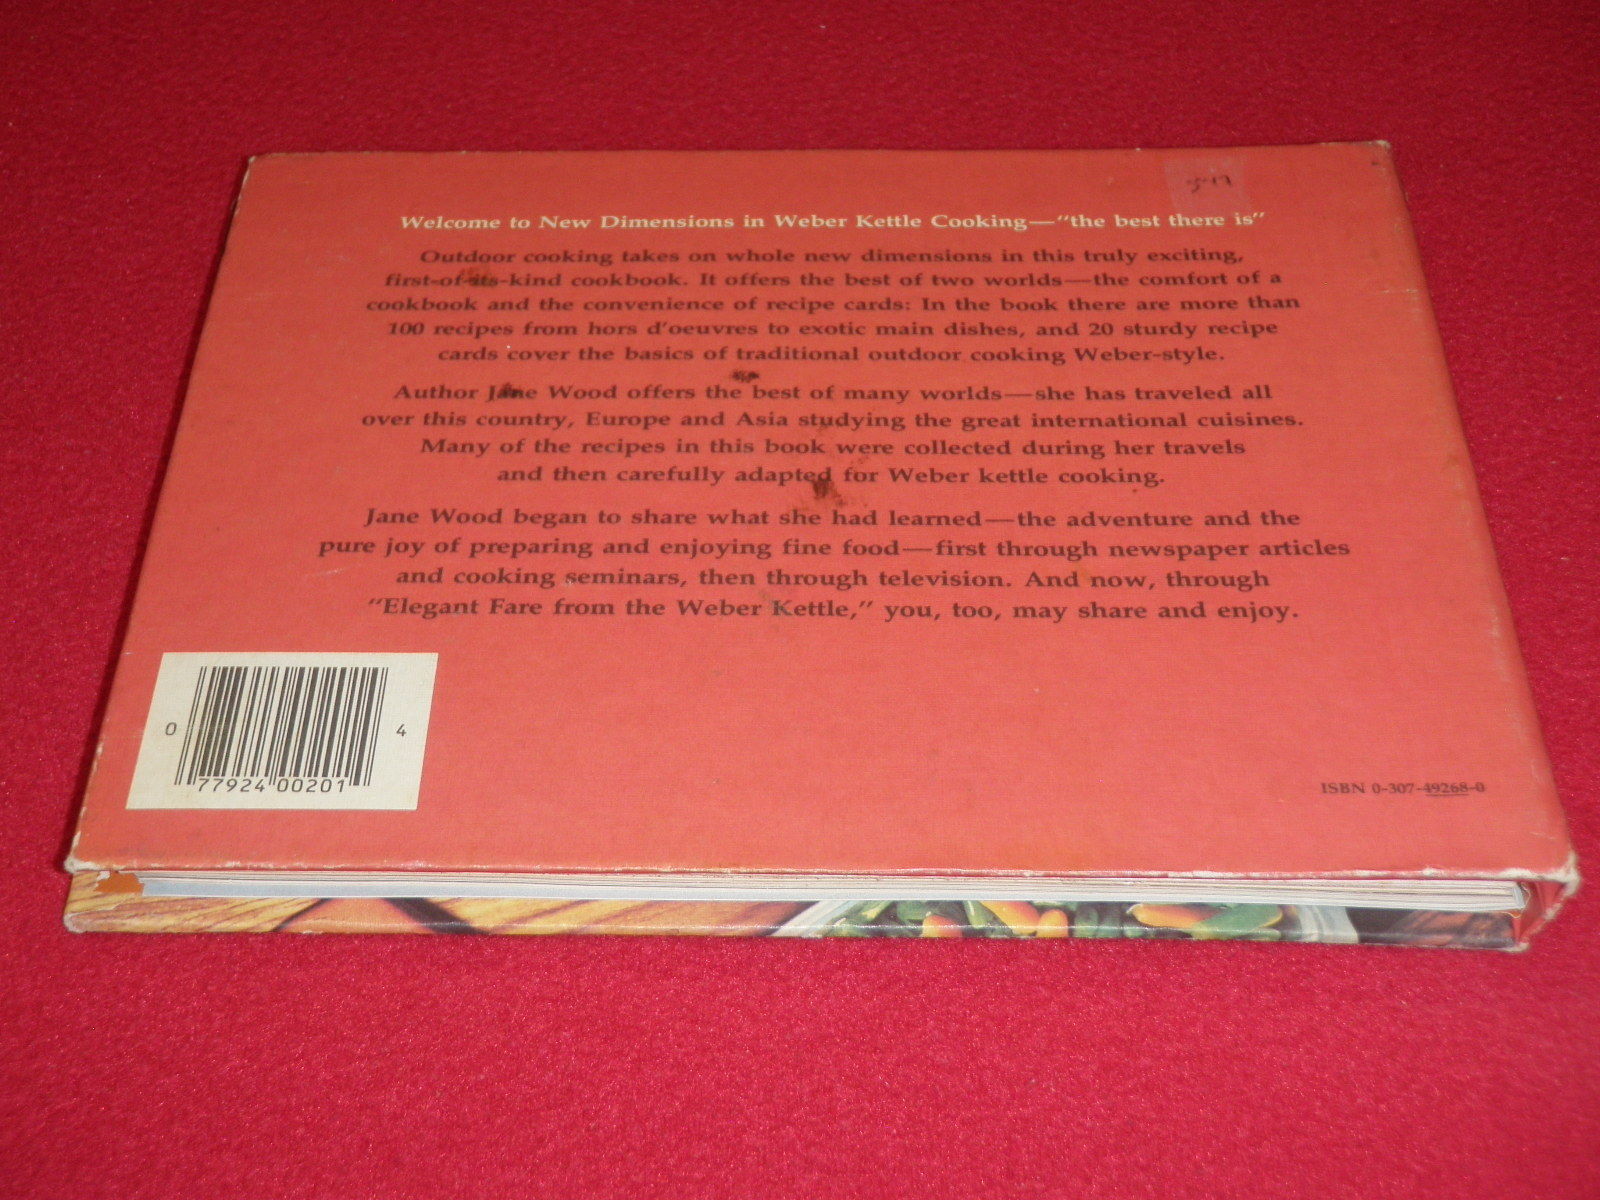 Welcome to New Dimensions in Weber Kettle Cooking—"the best there is"
Outdoor cooking takes on whole new dimensions in this truly exciting,
first-of-its-kind cookbook. It offers the best of two worlds—the comfort of a
cookbook and the convenience of recipe cards: In the book there are more than
100 recipes from hors d'oeuvres to exotic main dishes, and 20 sturdy recipe
cards cover the basics of traditional outdoor cooking Weber-style.
Author Jane Wood offers the best of many worlds—she has traveled all
over this country, Europe and Asia studying the great international cuisines.
Many of the recipes in this book were collected during her travels
and then carefully adapted for Weber kettle cooking.
Jane Wood began to share what she had learned—the adventure and the
pure joy of preparing and enjoying fine food—first through newspaper articles
and cooking seminars, then through television. And now, through
"Elegant Fare from the Weber Kettle," you, too, may share and enjoy.
0 77924 00201 4
ISBN 0-307-49268-0